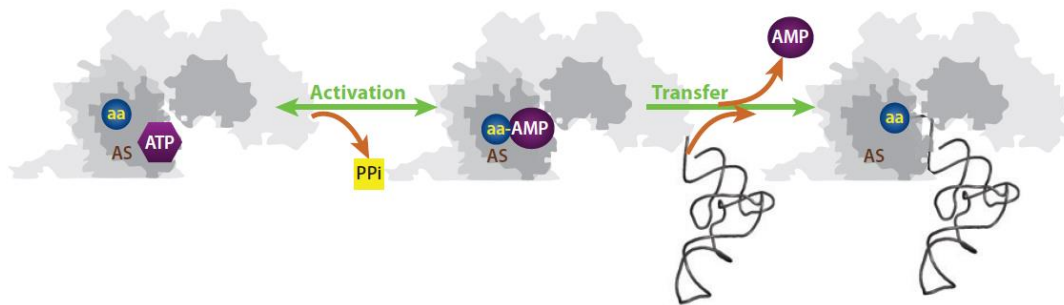 aa
ATP
AS
Activation
PPi
aa-AMP
AS
Transfer
AMP
aa
AS